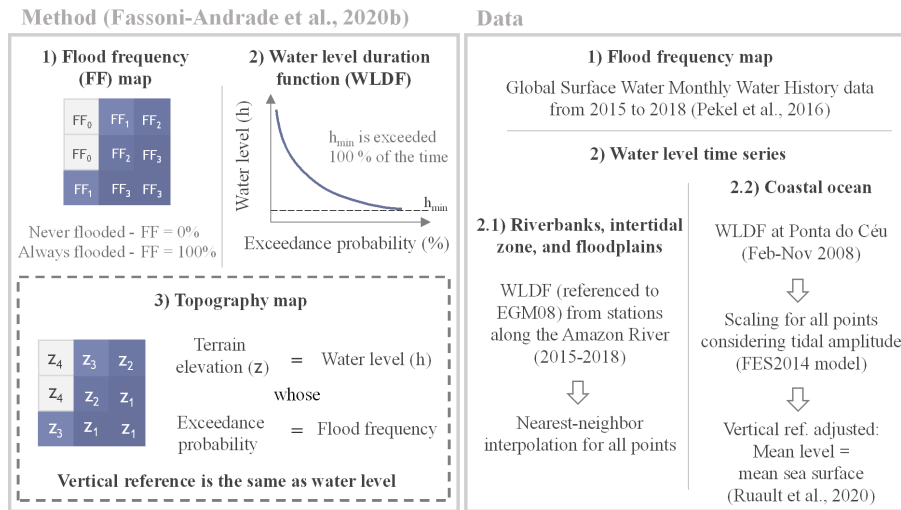 Method (Fassoni-Andrade et al., 2020b)
1) Flood frequency
(FF) map
FF0 FF1 FF2
FF0 FF2 FF3
FF1 FF3 FF3
Never flooded - FF = 0%
Always flooded - FF = 100%
2) Water level duration
function (WLDF)
Water level (h)
hmin is exceeded
100 % of the time
hmin
Exceedance probability (%)
3) Topography map
z4 z3 z2
z4 z2 z1
z3 z1 z1
Terrain
elevation (z) = Water level (h)
whose
Exceedance
probability = Flood frequency
Vertical reference is the same as water level
Data
1) Flood frequency map
Global Surface Water Monthly Water History data
from 2015 to 2018 (Pekel et al., 2016)
2) Water level time series
2.1) Riverbanks, intertidal
zone, and floodplains
WLDF (referenced to
EGM08) from stations
along the Amazon River
(2015-2018)
Nearest-neighbor
interpolation for all points
2.2) Coastal ocean
WLDF at Ponta do Céu
(Feb-Nov 2008)
Scaling for all points
considering tidal amplitude
(FES2014 model)
Vertical ref. adjusted:
Mean level =
mean sea surface
(Ruault et al., 2020)